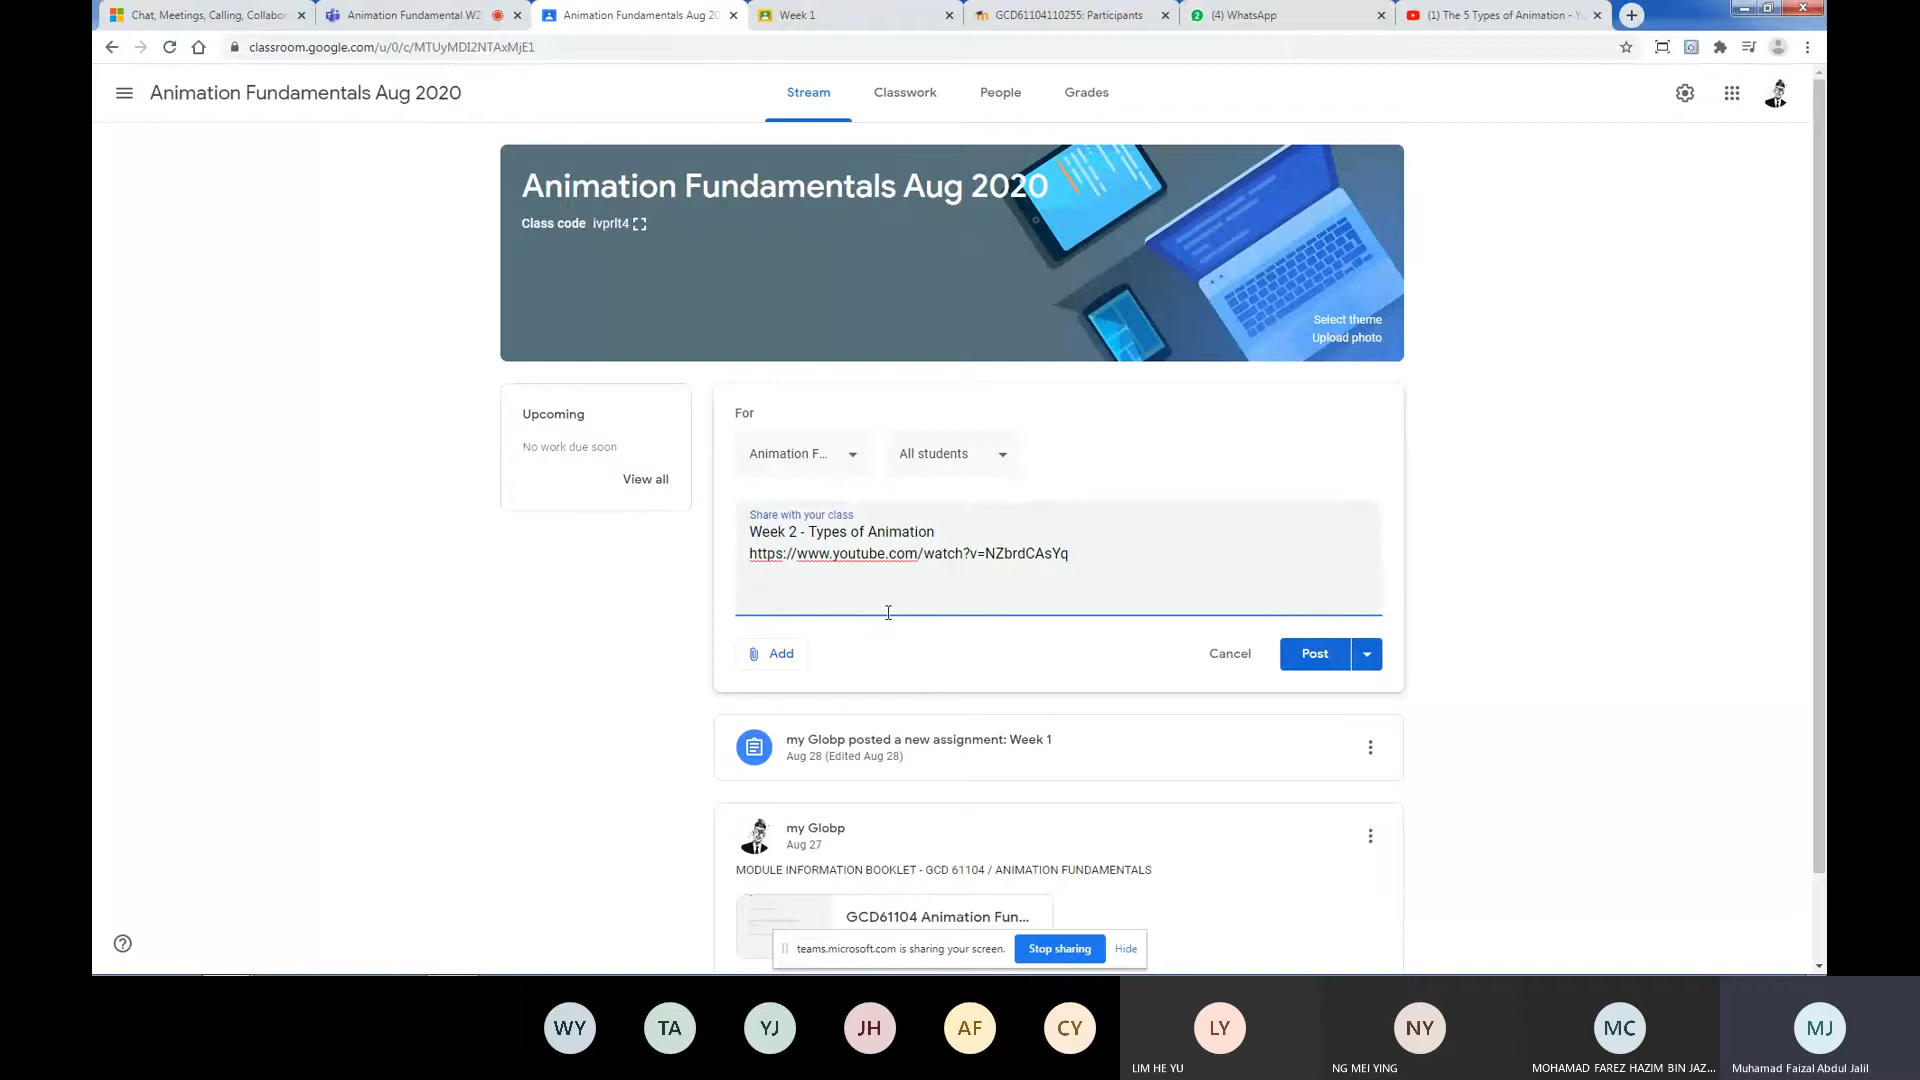 Chat, Meetings, Calling, Collabo
Animation Fundamental W2
Animation Fundamentals Aug 20
Week 1
GCD61104110255: Participants
(4) WhatsApp
(1) The 5 Types of Animation - Y
classroom.google.com/u/0/c/MTUyMDI2NTAxMjE1
Animation Fundamentals Aug 2020
Stream
Classwork
People
Grades
Animation Fundamentals Aug 2020
Class code ivprlt4
Select theme
Upload photo
Upcoming
No work due soon
View all
For
Animation F...
All students
Share with your class
Week 2 - Types of Animation
https://www.youtube.com/watch?v=NZbrdCAsYq
Add
Cancel
Post
my Globp posted a new assignment: Week 1
Aug 28 (Edited Aug 28)
my Globp
Aug 27
MODULE INFORMATION BOOKLET - GCD 61104 / ANIMATION FUNDAMENTALS
GCD61104 Animation Fun...
teams.microsoft.com is sharing your screen.
Stop sharing
Hide
WY
TA
YJ
JH
AF
CY
LY
NY
MC
MJ
LIM HE YU
NG MEI YING
MOHAMAD FAREZ HAZIM BIN JAZ...
Muhamad Faizal Abdul Jalil